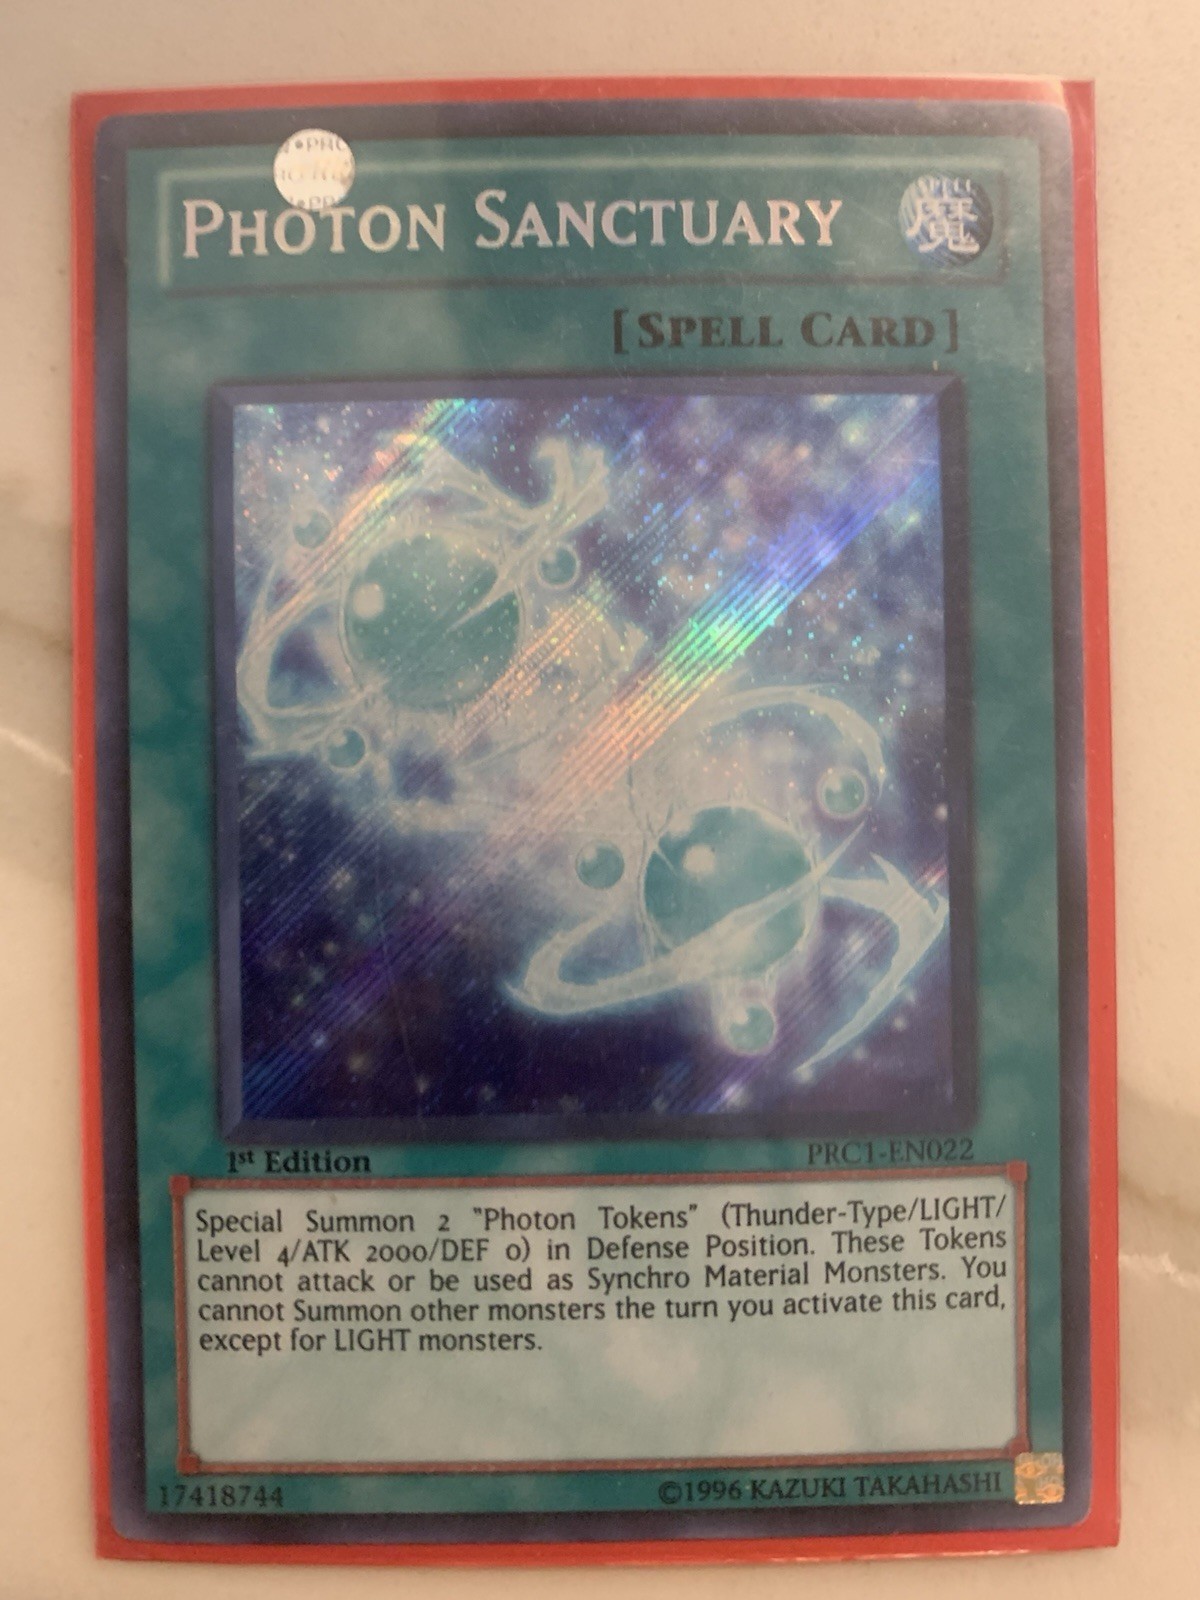 PHOTON SANCTUARY
SPELL
魔
[SPELL CARD]
1st Edition
PRC1-EN022
Special Summon 2 "Photon Tokens" (Thunder-Type/LIGHT/
Level 4/ATK 2000/DEF 0) in Defense Position. These Tokens
cannot attack or be used as Synchro Material Monsters. You
cannot Summon other monsters the turn you activate this card,
except for LIGHT monsters.
17418744
©1996 KAZUKI TAKAHASHI